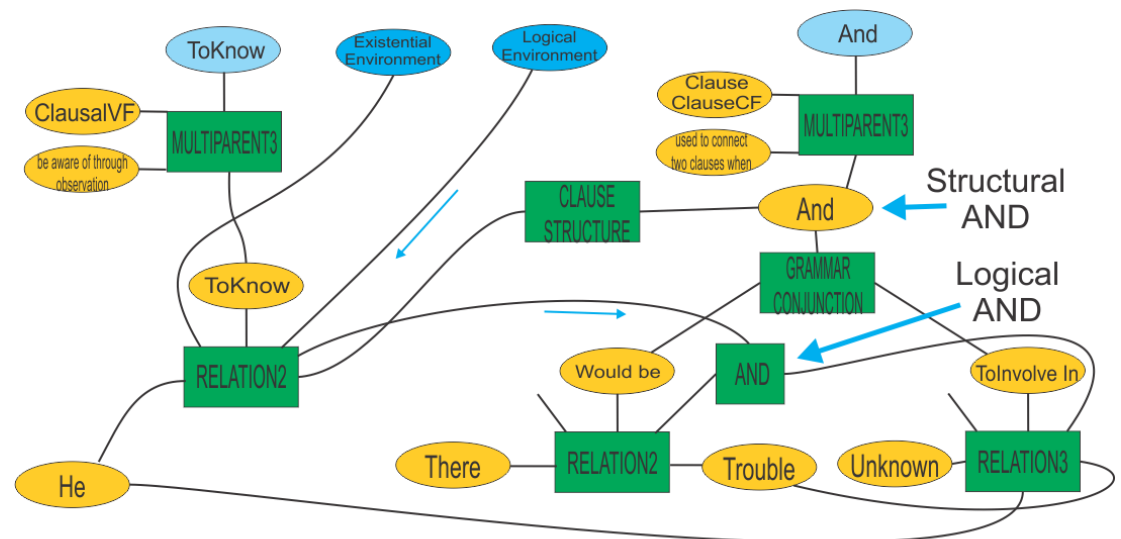 ToKnow
Existential
Environment
Logical
Environment
And
ClausalVF
MULTIPARENT3
be aware of through
observation
Clause
ClauseCF
MULTIPARENT3
used to connect
two clauses when
CLAUSE
STRUCTURE
And
Structural
AND
ToKnow
GRAMMAR
CONJUNCTION
Logical
AND
RELATION2
Would be
AND
ToInvolve In
He
There
RELATION2
Trouble
Unknown
RELATION3